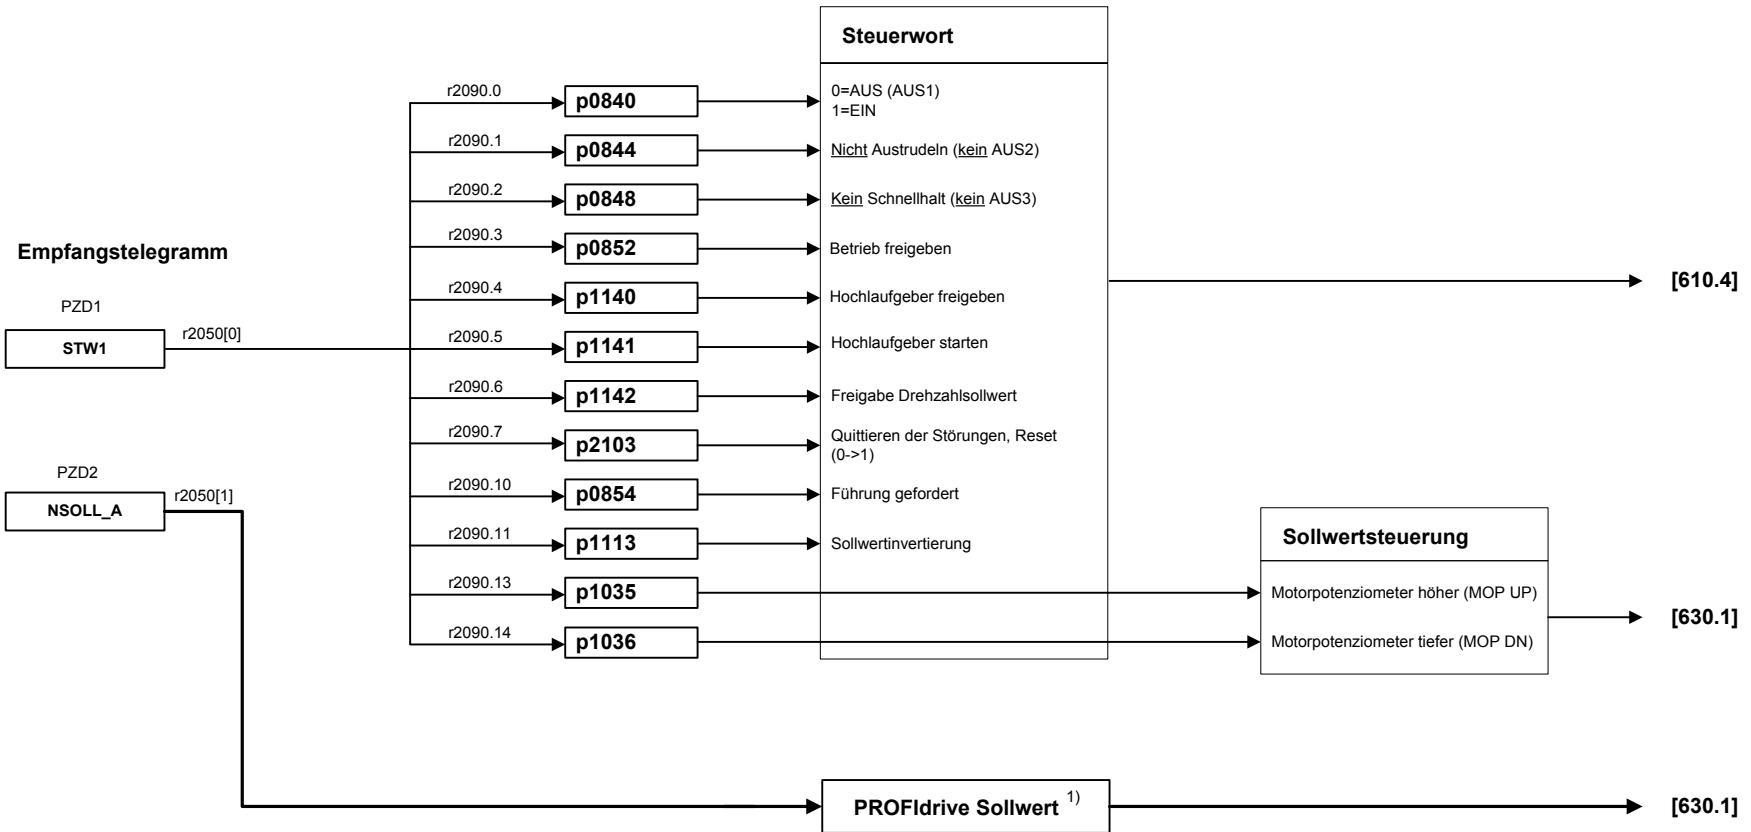 Steuerwort
r2090.0
p0840
0=AUS (AUS1)
1=EIN
r2090.1
p0844
Nicht Austrudeln (kein AUS2)
r2090.2
p0848
Kein Schnellhalt (kein AUS3)
Empfangstelegramm
r2090.3
p0852
Betrieb freigeben
[610.4]
PZD1
r2090.4
p1140
Hochlaufgeber freigeben
STW1
r2050[0]
r2090.5
p1141
Hochlaufgeber starten
r2090.6
p1142
Freigabe Drehzahlsollwert
r2090.7
p2103
Quittieren der Störungen, Reset
(0->1)
PZD2
NSOLL_A
r2050[1]
r2090.10
p0854
Führung gefordert
r2090.11
p1113
Sollwertinvertierung
Sollwertsteuerung
r2090.13
p1035
Motorpotenziometer höher (MOP UP)
[630.1]
r2090.14
p1036
Motorpotenziometer tiefer (MOP DN)
PROFIdrive Sollwert 1)
[630.1]